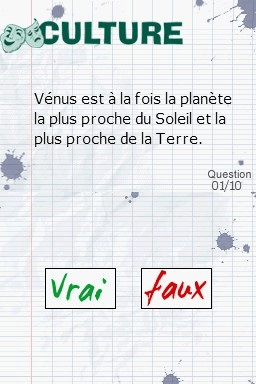 CULTURE
Vénus est à la fois la planète
la plus proche du Soleil et la
plus proche de la Terre.
Question
01/10
Vrai
faux